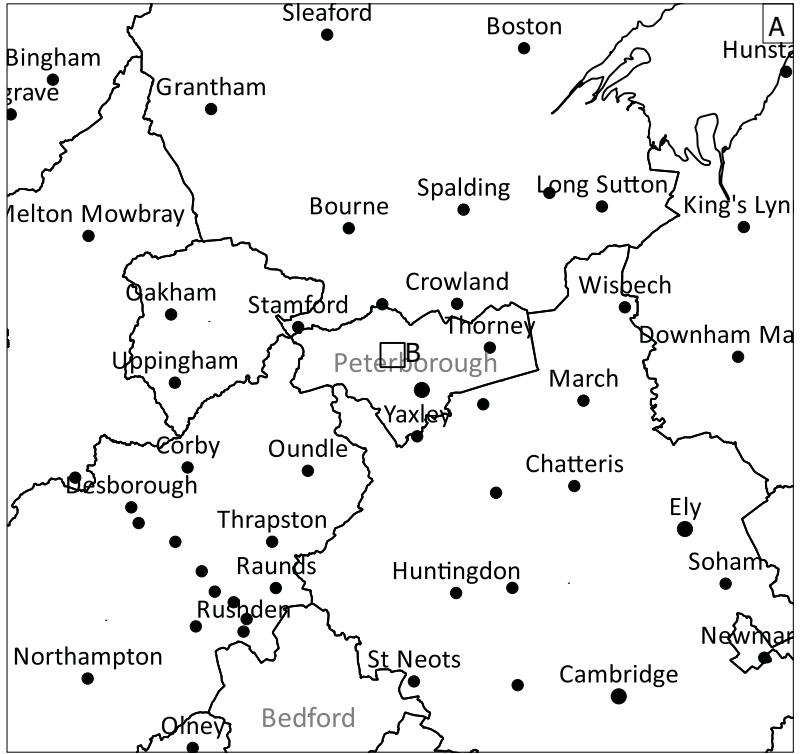 Sleaford
A
Boston
Hunsta
Bingham
Grantham
grave
Long Sutton
Spalding
King's Lynn
Bourne
Melton Mowbray
Crowland
Wisbech
Oakham
Stamford
Thorney
Downham Ma
B
Uppingham
Peterborough
March
Yaxley
Corby
Oundle
Chatteris
Desborough
Ely
Thrapston
Soham
Raunds
Huntingdon
Rushden
Newmar
Northampton
St Neots
Cambridge
Bedford
Olney